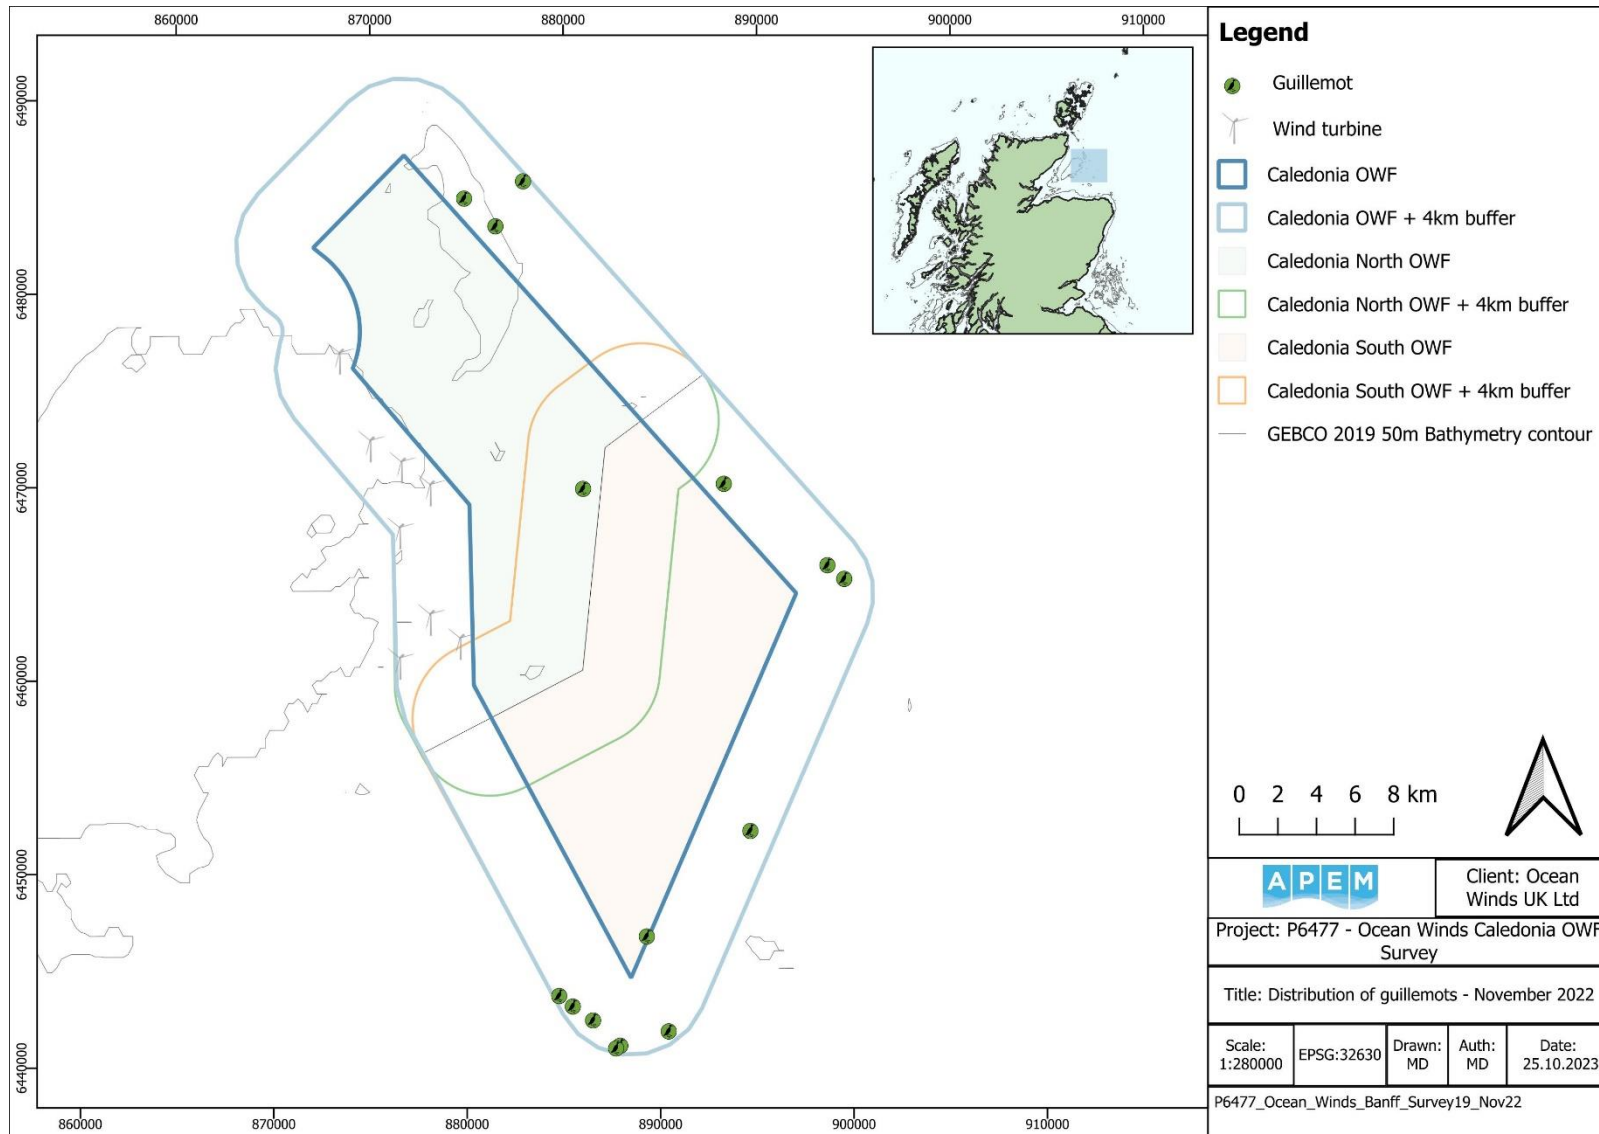 860000
870000
880000
890000
900000
910000
6490000
6480000
6470000
6460000
6450000
6440000
860000
870000
880000
890000
900000
910000
Legend
Guillemot
Wind turbine
Caledonia OWF
Caledonia OWF + 4km buffer
Caledonia North OWF
Caledonia North OWF + 4km buffer
Caledonia South OWF
Caledonia South OWF + 4km buffer
GEBCO 2019 50m Bathymetry contour
0 2 4 6 8 km
APEM
Client: Ocean
Winds UK Ltd
Project: P6477 - Ocean Winds Caledonia OWF
Survey
Title: Distribution of guillemots - November 2022
Scale:
1:280000
EPSG:32630
Drawn:
MD
Auth:
MD
Date:
25.10.2023
P6477_Ocean_Winds_Banff_Survey19_Nov22